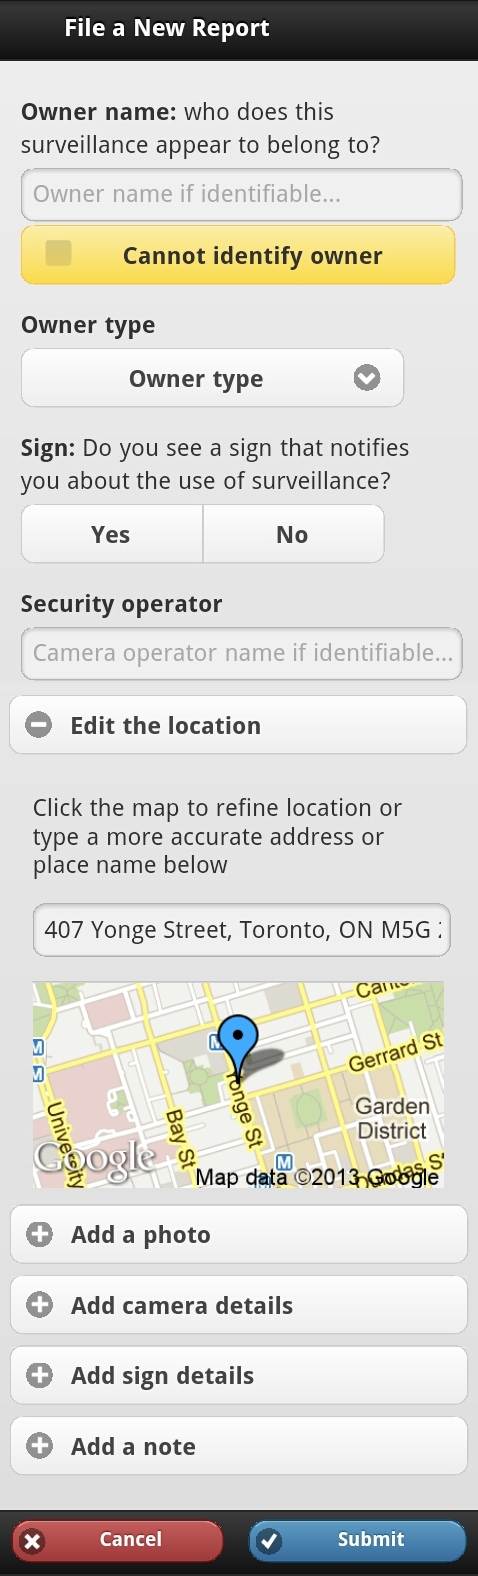 File a New Report
Owner name: who does this
surveillance appear to belong to?
Owner name if identifiable...
Cannot identify owner
Owner type
Owner type
Sign: Do you see a sign that notifies
you about the use of surveillance?
Yes No
Security operator
Camera operator name if identifiable...
Edit the location
Click the map to refine location or
type a more accurate address or
place name below
407 Yonge Street, Toronto, ON M5G
M
M
M
Gerrard St
Yonge St
Bay St
University
Garden
District
M
Google
Map data ©2013 Google
Add a photo
Add camera details
Add sign details
Add a note
Cancel Submit